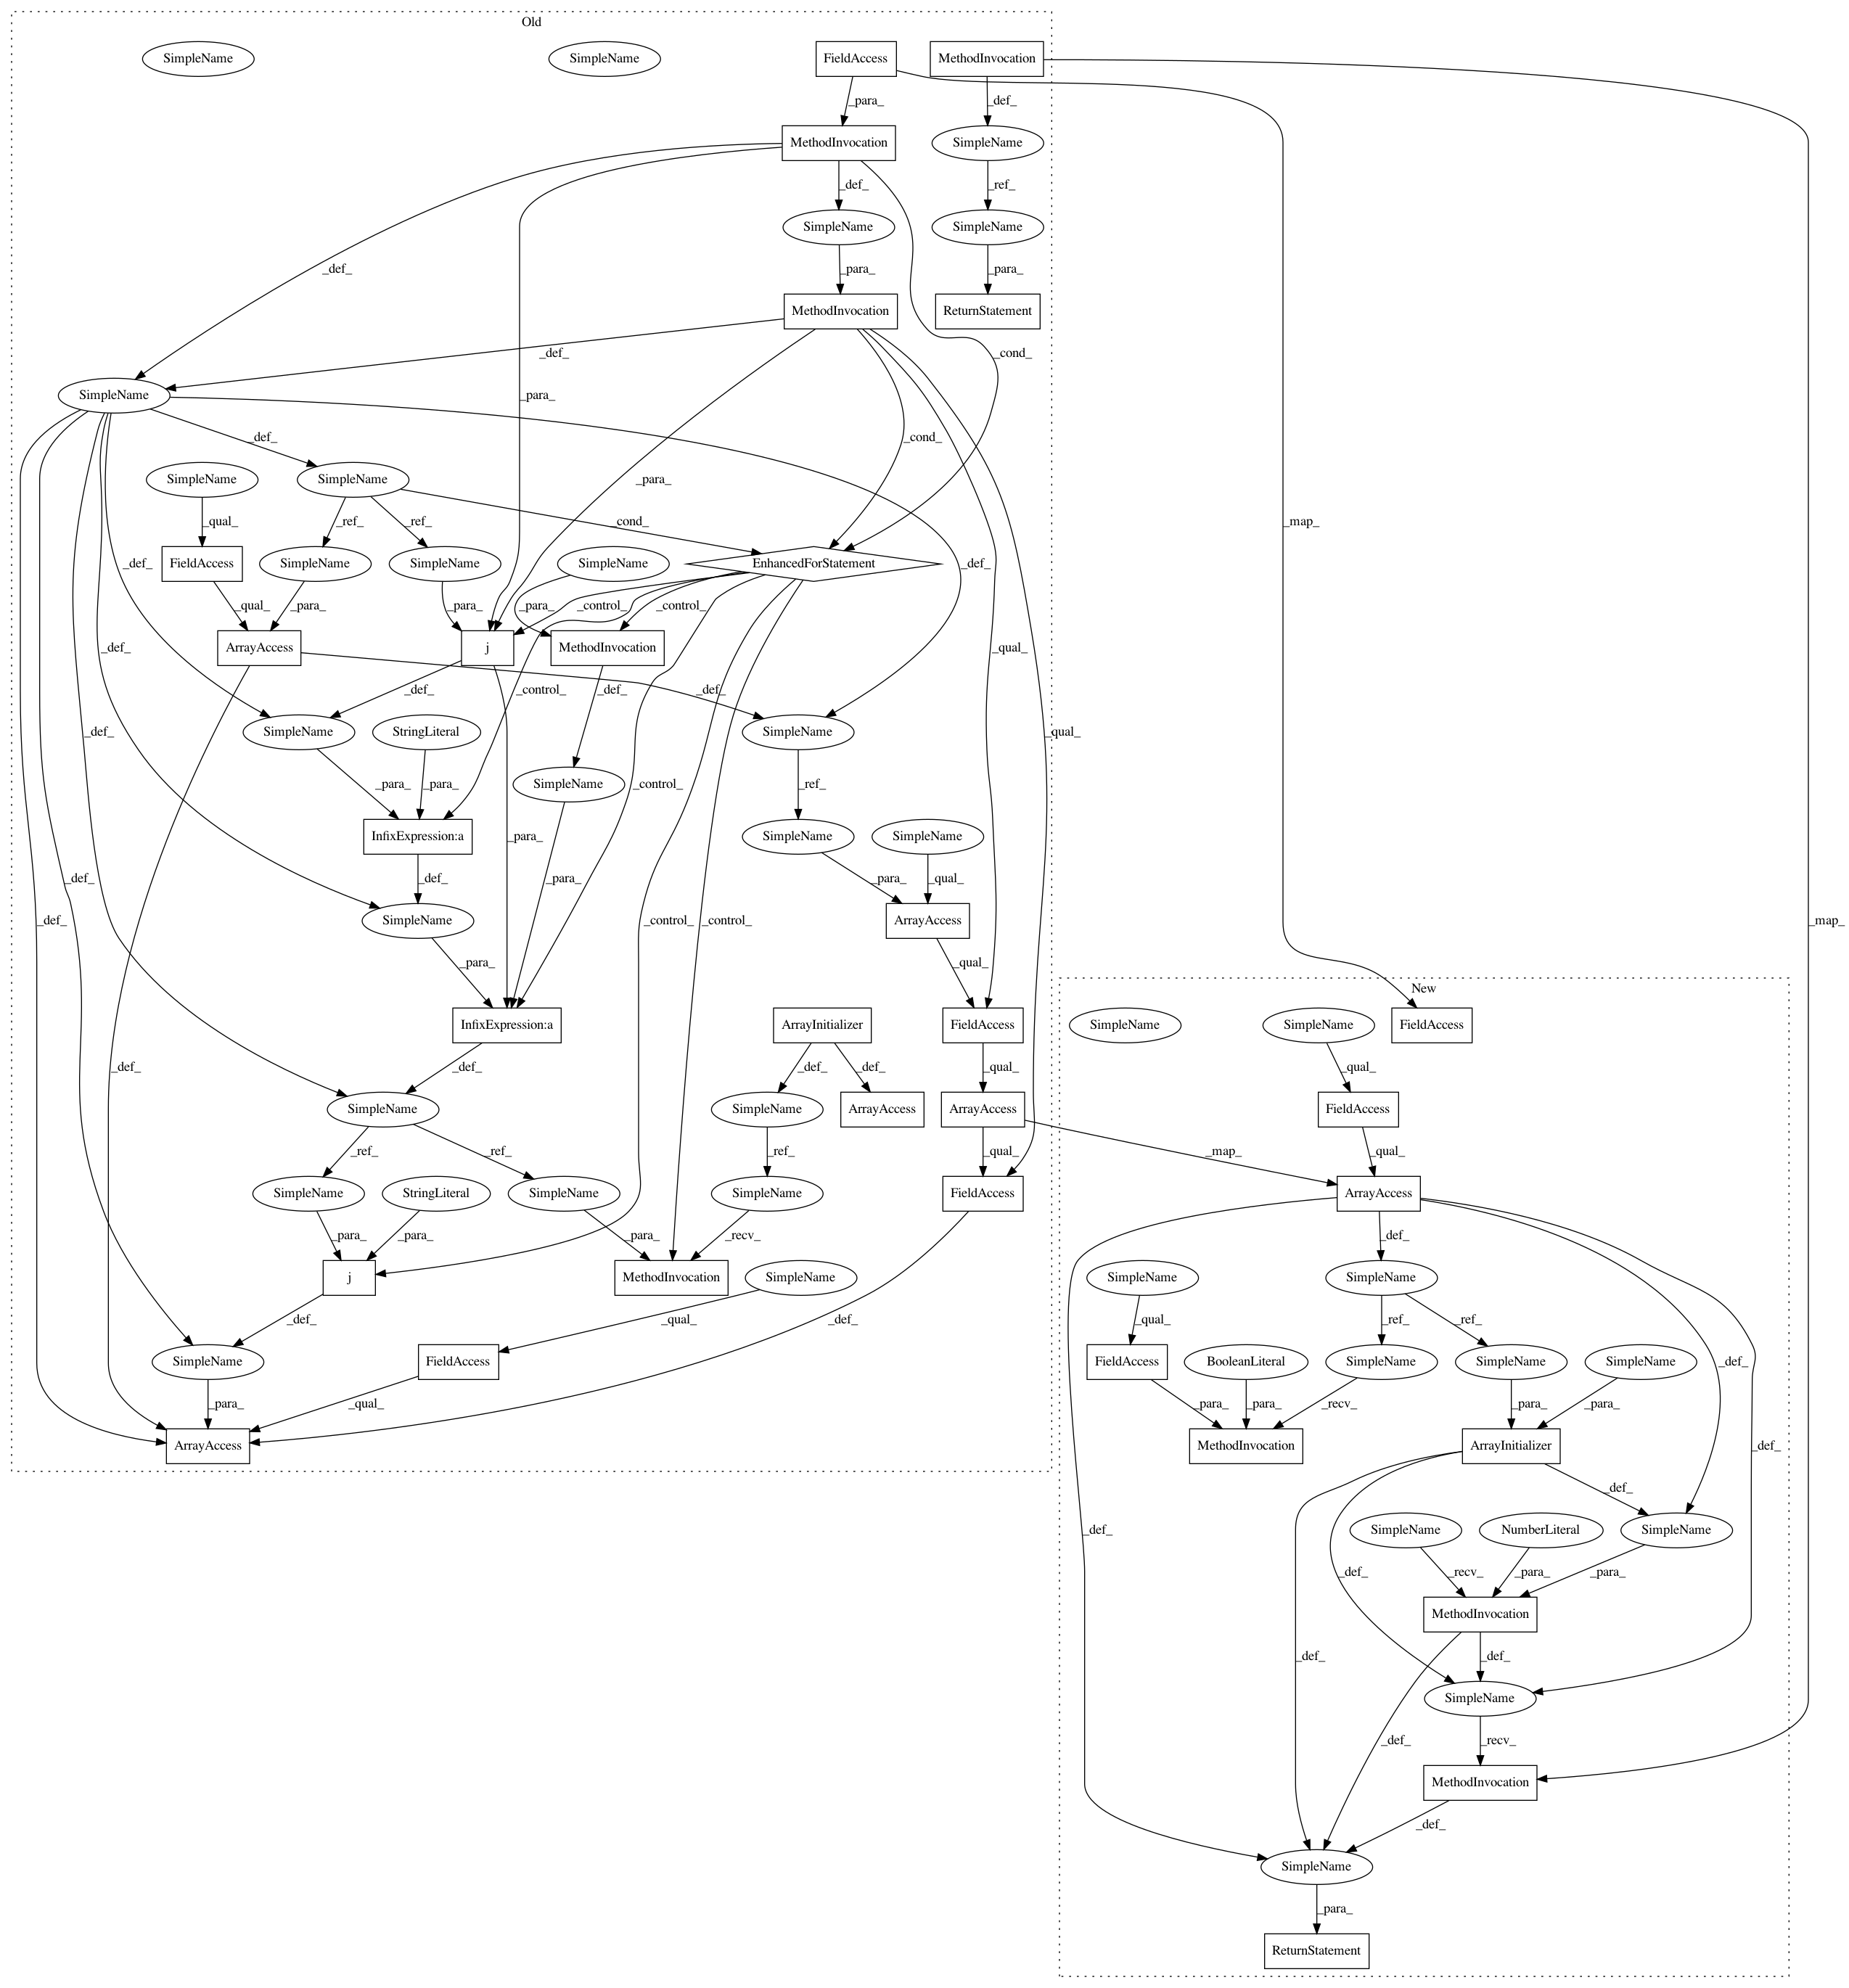 Old
SimpleName
SimpleName
FieldAccess
MethodInvocation
_para_
_def_
MethodInvocation
SimpleName
_def_
_ref_
SimpleName
SimpleName
_def_
_para_
_para_
MethodInvocation
ReturnStatement
_def_
_cond_
SimpleName
_para_
_def_
_cond_
SimpleName
SimpleName
_para_
_qual_
_ref_
_ref_
_cond_
_map_
FieldAccess
SimpleName
SimpleName
SimpleName
EnhancedForStatement
_def_
_def_
_qual_
_para_
_para_
_para_
_control_
_control_
ArrayAccess
j
MethodInvocation
_def_
_qual_
_def_
_control_
_def_
_def_
SimpleName
StringLiteral
SimpleName
_qual_
_def_
_para_
_para_
SimpleName
_control_
_ref_
InfixExpression:a
_para_
SimpleName
SimpleName
_def_
_def_
_para_
_para_
_qual_
_def_
SimpleName
_control_
_control_
ArrayAccess
_map_
_para_
_qual_
New
InfixExpression:a
ArrayInitializer
FieldAccess
SimpleName
SimpleName
FieldAccess
_def_
_def_
_def_
_def_
_qual_
_qual_
SimpleName
SimpleName
ArrayAccess
ArrayAccess
FieldAccess
_ref_
_ref_
_ref_
_qual_
_map_
_qual_
SimpleName
StringLiteral
SimpleName
SimpleName
FieldAccess
ArrayAccess
_para_
_para_
_para_
_recv_
_def_
j
MethodInvocation
SimpleName
SimpleName
SimpleName
_def_
_qual_
_def_
_qual_
_ref_
_ref_
SimpleName
FieldAccess
FieldAccess
BooleanLiteral
SimpleName
SimpleName
SimpleName
_def_
_para_
_qual_
_para_
_para_
_recv_
_para_
_para_
ArrayAccess
MethodInvocation
ArrayInitializer
_def_
_def_
_def_
SimpleName
NumberLiteral
SimpleName
_def_
_recv_
_para_
_para_
MethodInvocation
_def_
_def_
SimpleName
_def_
_recv_
MethodInvocation
_def_
SimpleName
_para_
ReturnStatement